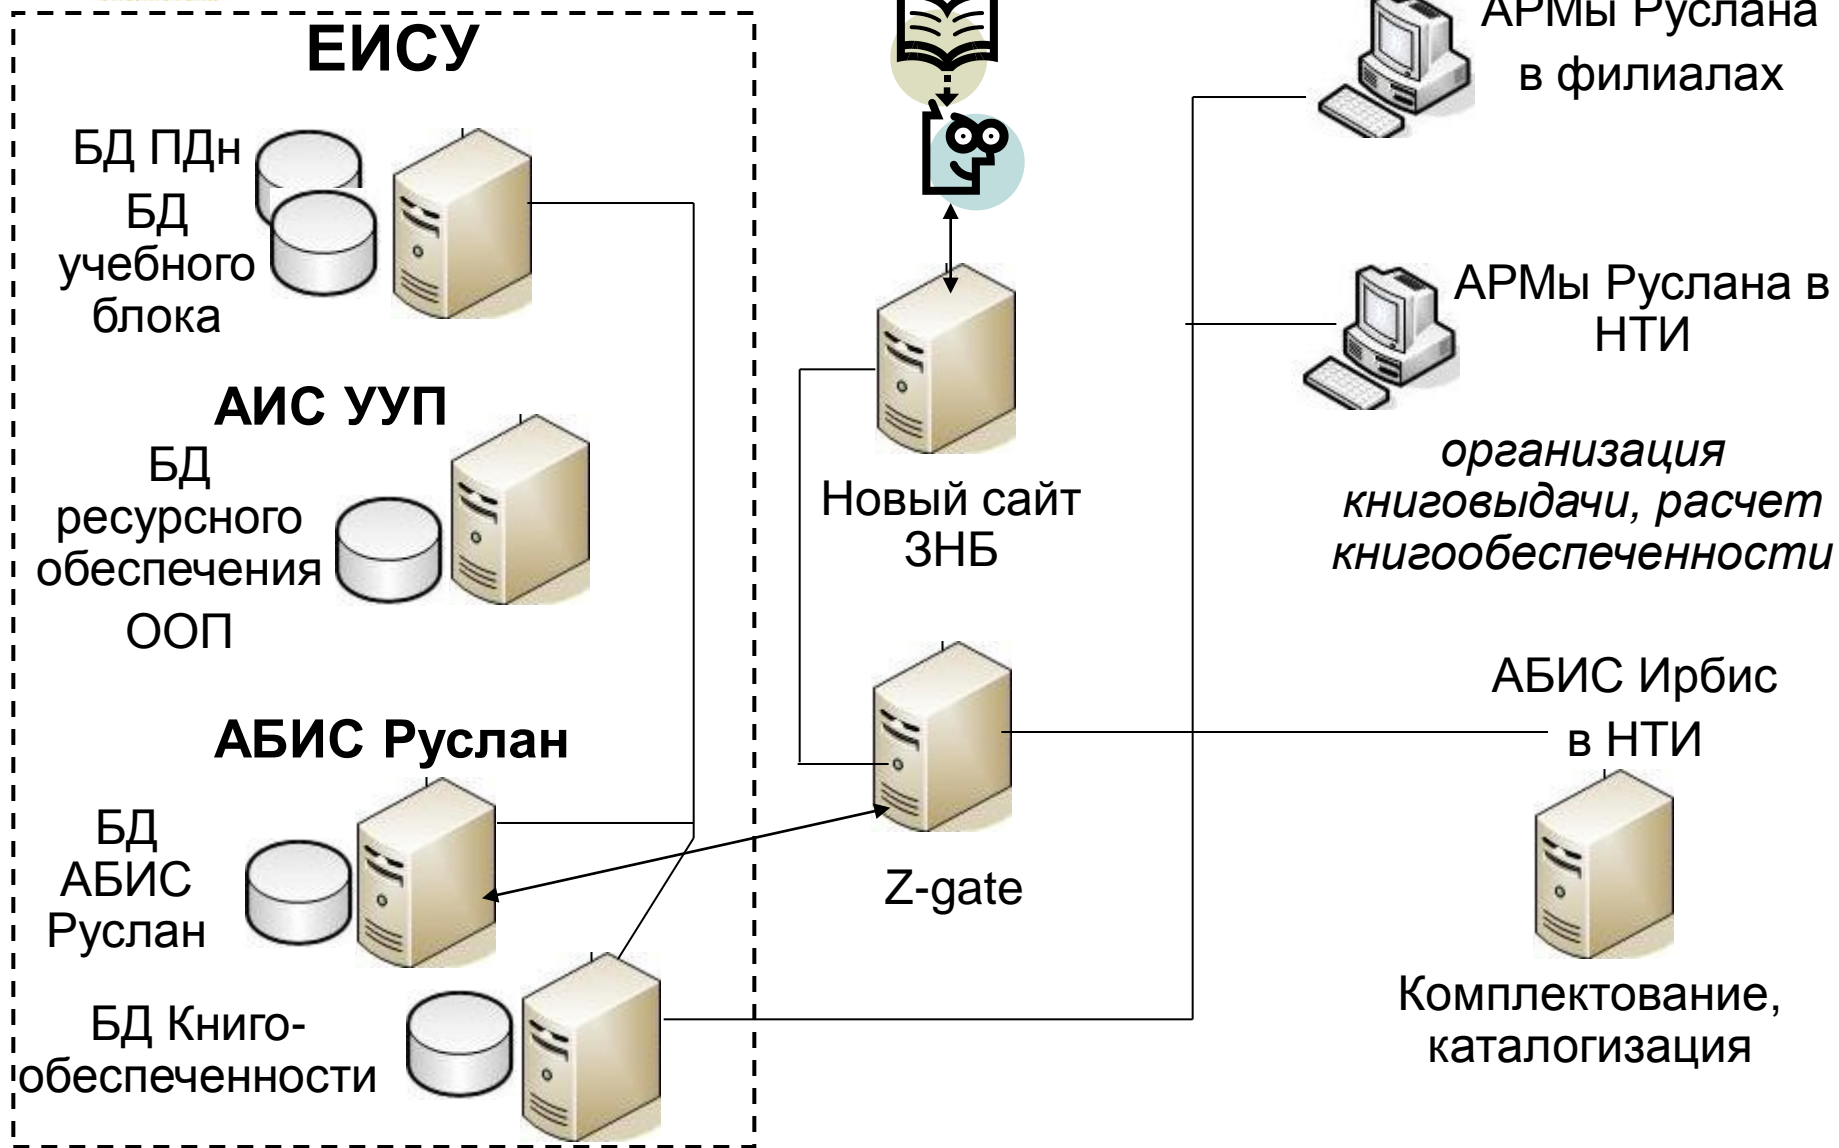 ЕИСУ
БД ПДн
БД
учебного
блока
АИС УУП
БД
ресурсного
обеспечения
ООП
АБИС Руслан
БД
АБИС
Руслан
БД Книго-
обеспеченности
Новый сайт
ЗНБ
Z-gate
АРМы Руслана
в филиалах
АРМы Руслана в
НТИ
организация
книговыдачи, расчет
книгообеспеченности
АБИС Ирбис
в НТИ
Комплектование,
каталогизация